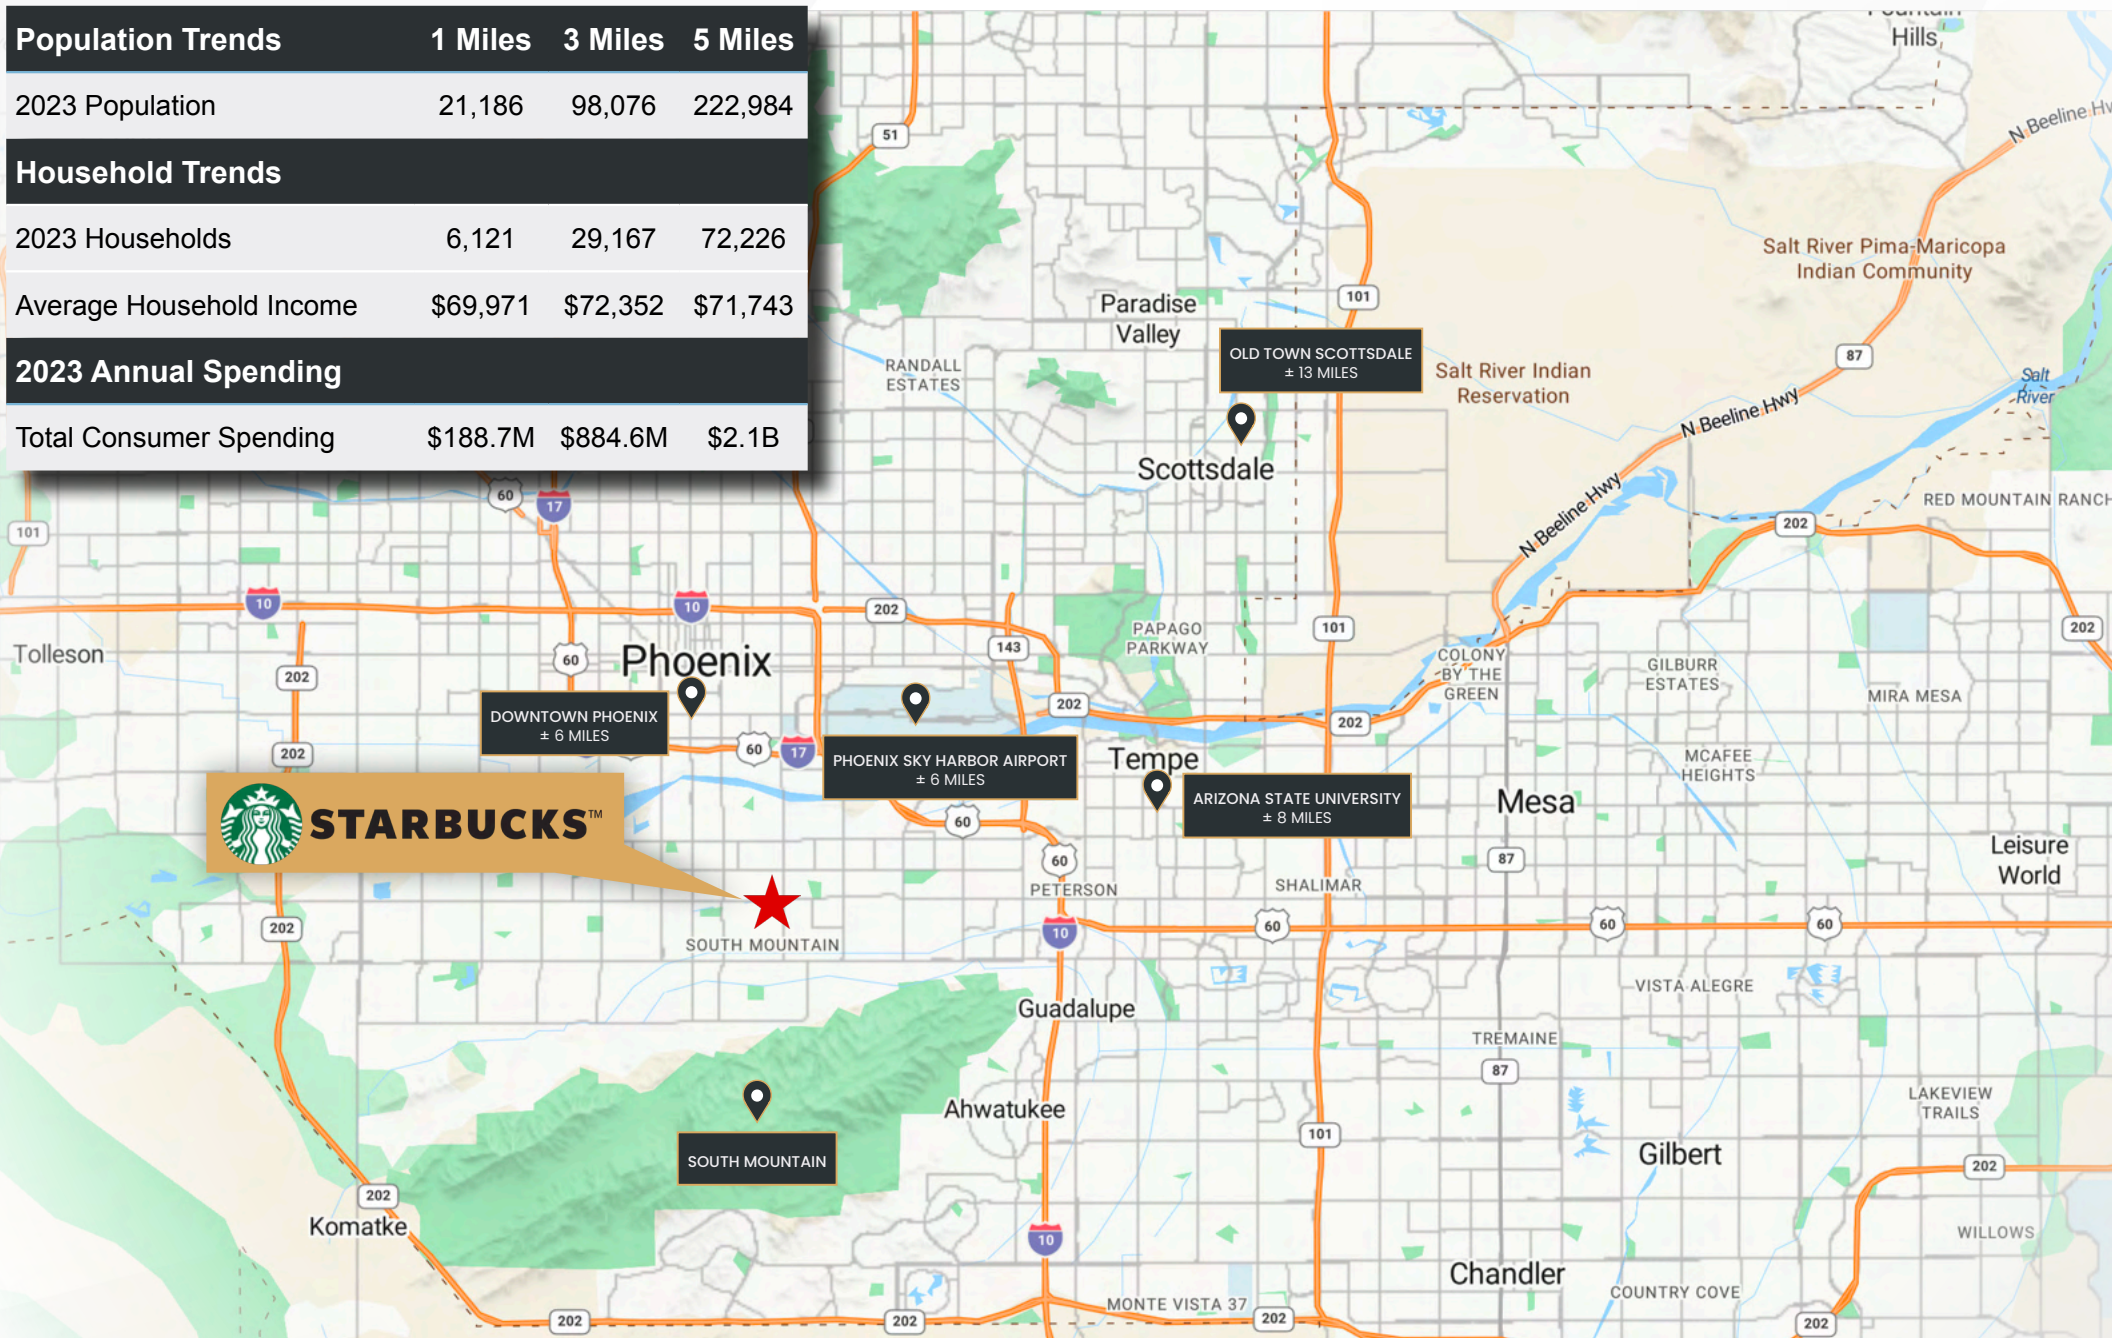 Population Trends 1 Miles 3 Miles 5 Miles
2023 Population 21,186 98,076 222,984
Household Trends
2023 Households 6,121 29,167 72,226
Average Household Income $69,971 $72,352 $71,743
2023 Annual Spending
Total Consumer Spending $188.7M $884.6M $2.1B
Fountain
Hills
N Beeline Hwy
51
Salt River Pima-Maricopa
Indian Community
101
Paradise
Valley
OLD TOWN SCOTTSDALE
± 13 MILES
87
RANDALL
ESTATES
Salt River Indian
Reservation
Salt
River
N Beeline Hwy
Scottsdale
N Beeline Hwy
RED MOUNTAIN RANCH
60
17
101
202
10
10
202
101
202
Tolleson
60
Phoenix
143
PAPAGO
PARKWAY
COLONY
BY THE
GREEN
GILBURR
ESTATES
MIRA MESA
202
DOWNTOWN PHOENIX
± 6 MILES
202
202
202
60
17
PHOENIX SKY HARBOR AIRPORT
± 6 MILES
Tempe
MCAFEE
HEIGHTS
ARIZONA STATE UNIVERSITY
± 8 MILES
Mesa
STARBUCKS™
60
60
87
Leisure
World
PETERSON
SHALIMAR
202
10
60
60
60
SOUTH MOUNTAIN
VISTA ALEGRE
Guadalupe
TREMAINE
87
Ahwatukee
LAKEVIEW
TRAILS
101
SOUTH MOUNTAIN
Gilbert
202
202
Komatke
10
WILLOWS
Chandler
COUNTRY COVE
MONTE VISTA 37
202
202
202
202